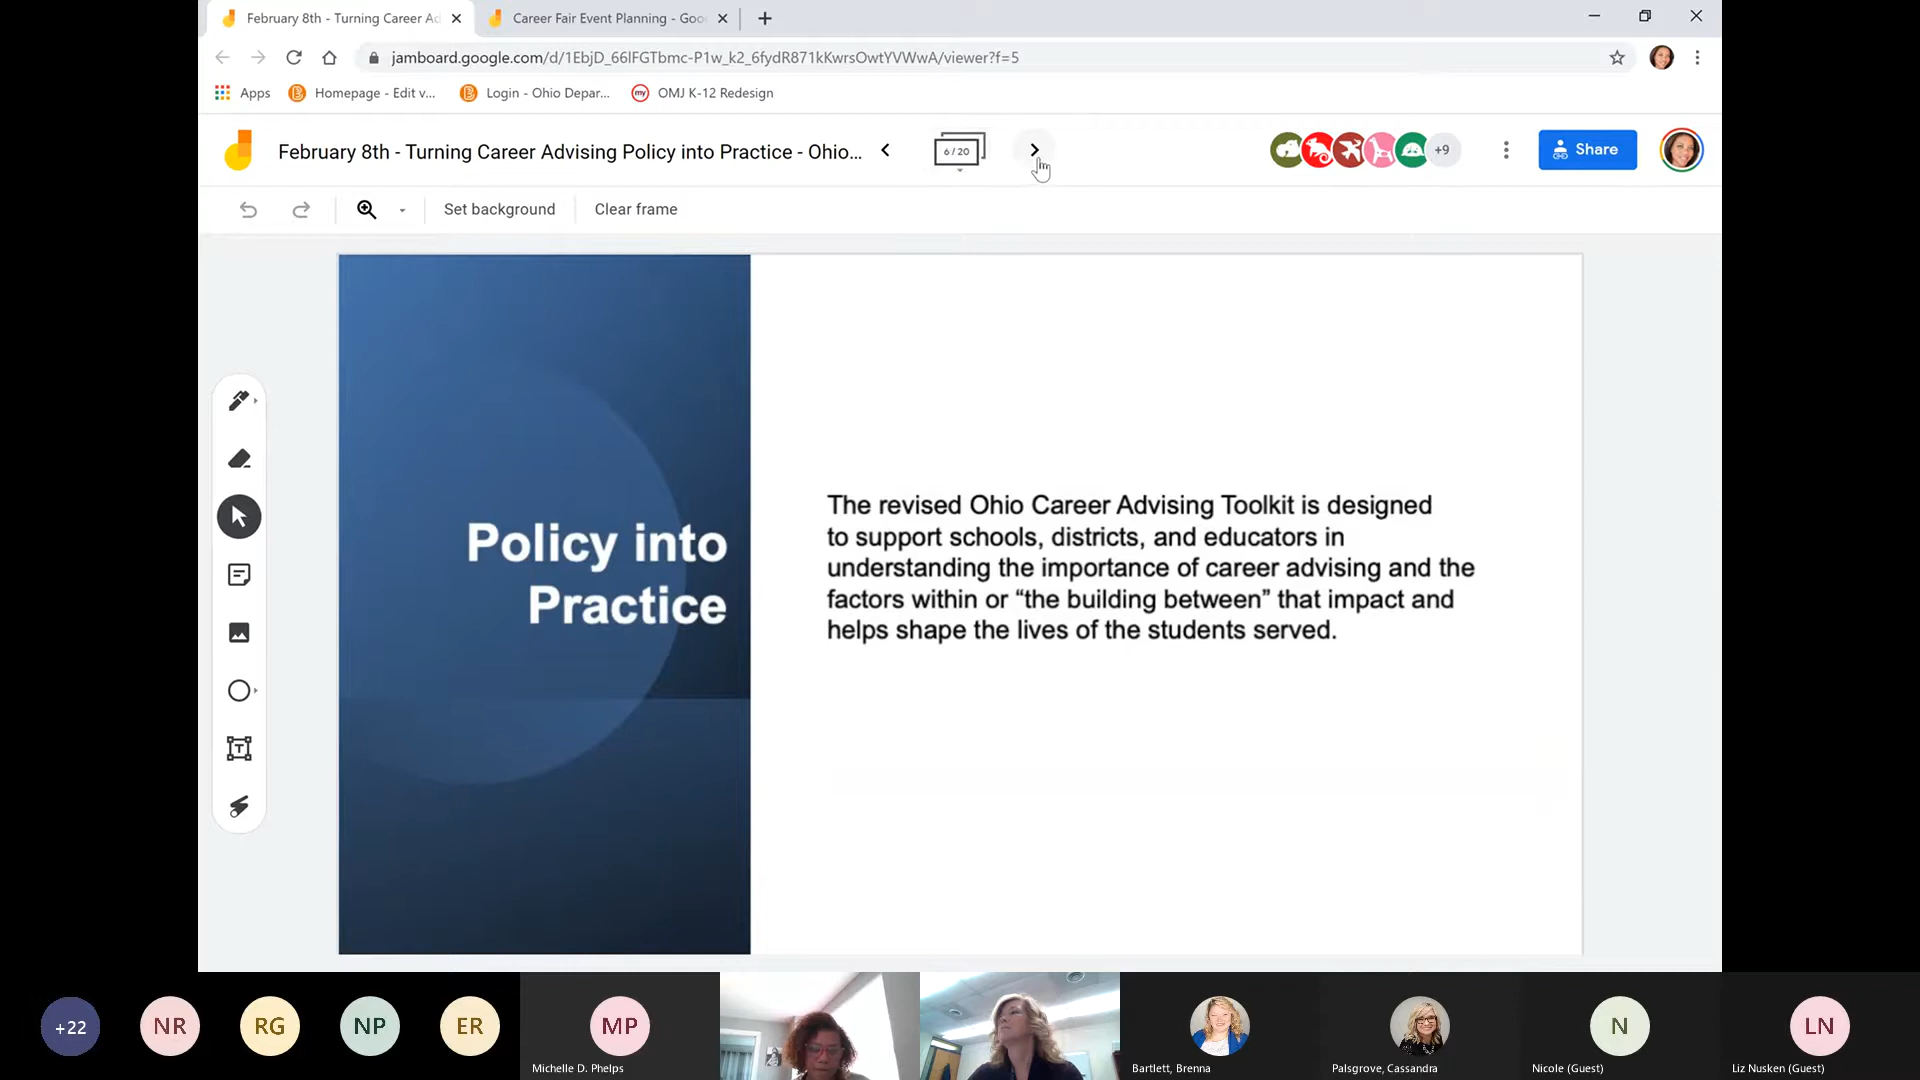 February 8th - Turning Career Ad
Career Fair Event Planning - Goo
jamboard.google.com/d/1EbjD_66lFGTbmc-P1w_k2_6fydR871kKwrsOwtYVWwA/viewer?f=5
Apps
Homepage - Edit v...
Login - Ohio Depar...
my
OMJ K-12 Redesign
February 8th - Turning Career Advising Policy into Practice - Ohio...
6 / 20
+9
Share
Set background
Clear frame
Policy into
Practice
The revised Ohio Career Advising Toolkit is designed
to support schools, districts, and educators in
understanding the importance of career advising and the
factors within or “the building between” that impact and
helps shape the lives of the students served.
+22
NR
RG
NP
ER
MP
Michelle D. Phelps
Bartlett, Brenna
Palsgrove, Cassandra
N
Nicole (Guest)
LN
Liz Nusken (Guest)